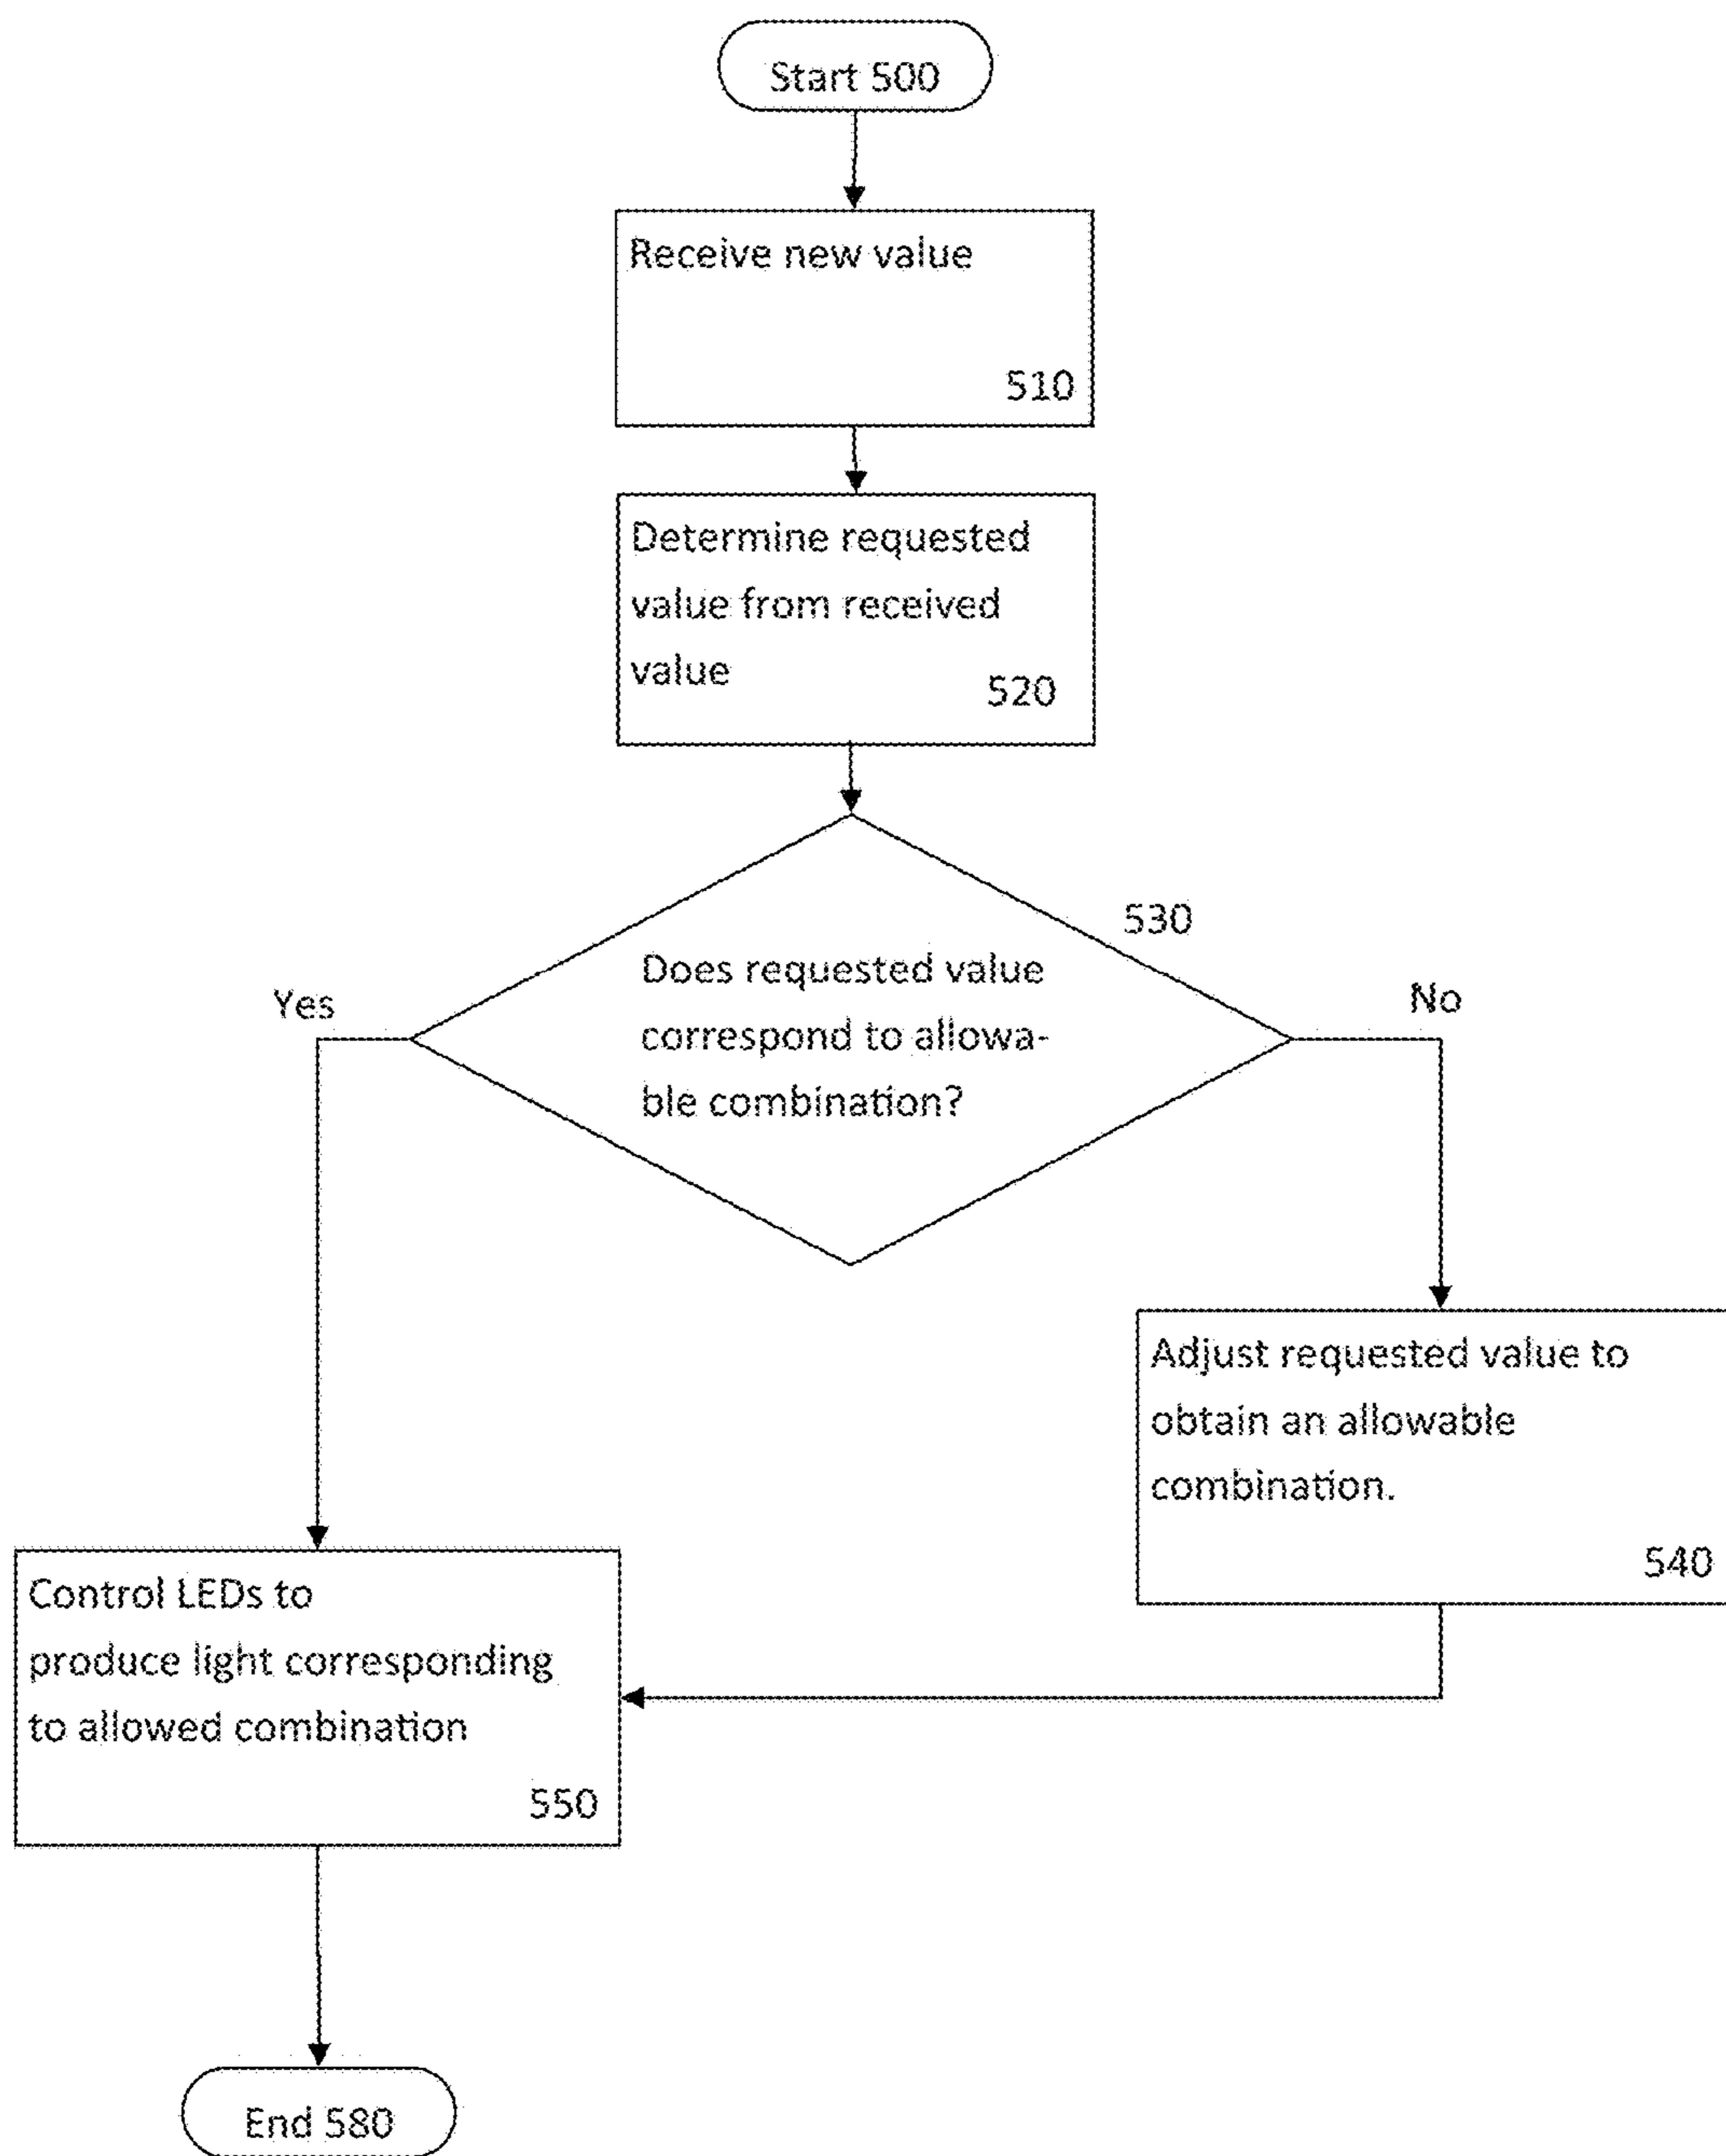 Start 500
Receive new value
510
Determine requested
value from received
value
520
530
Does requested value
correspond to allowa-
ble combination?
Yes
No
Adjust requested value to
obtain an allowable
combination.
540
Control LEDs to
produce light corresponding
to allowed combination
550
End 580